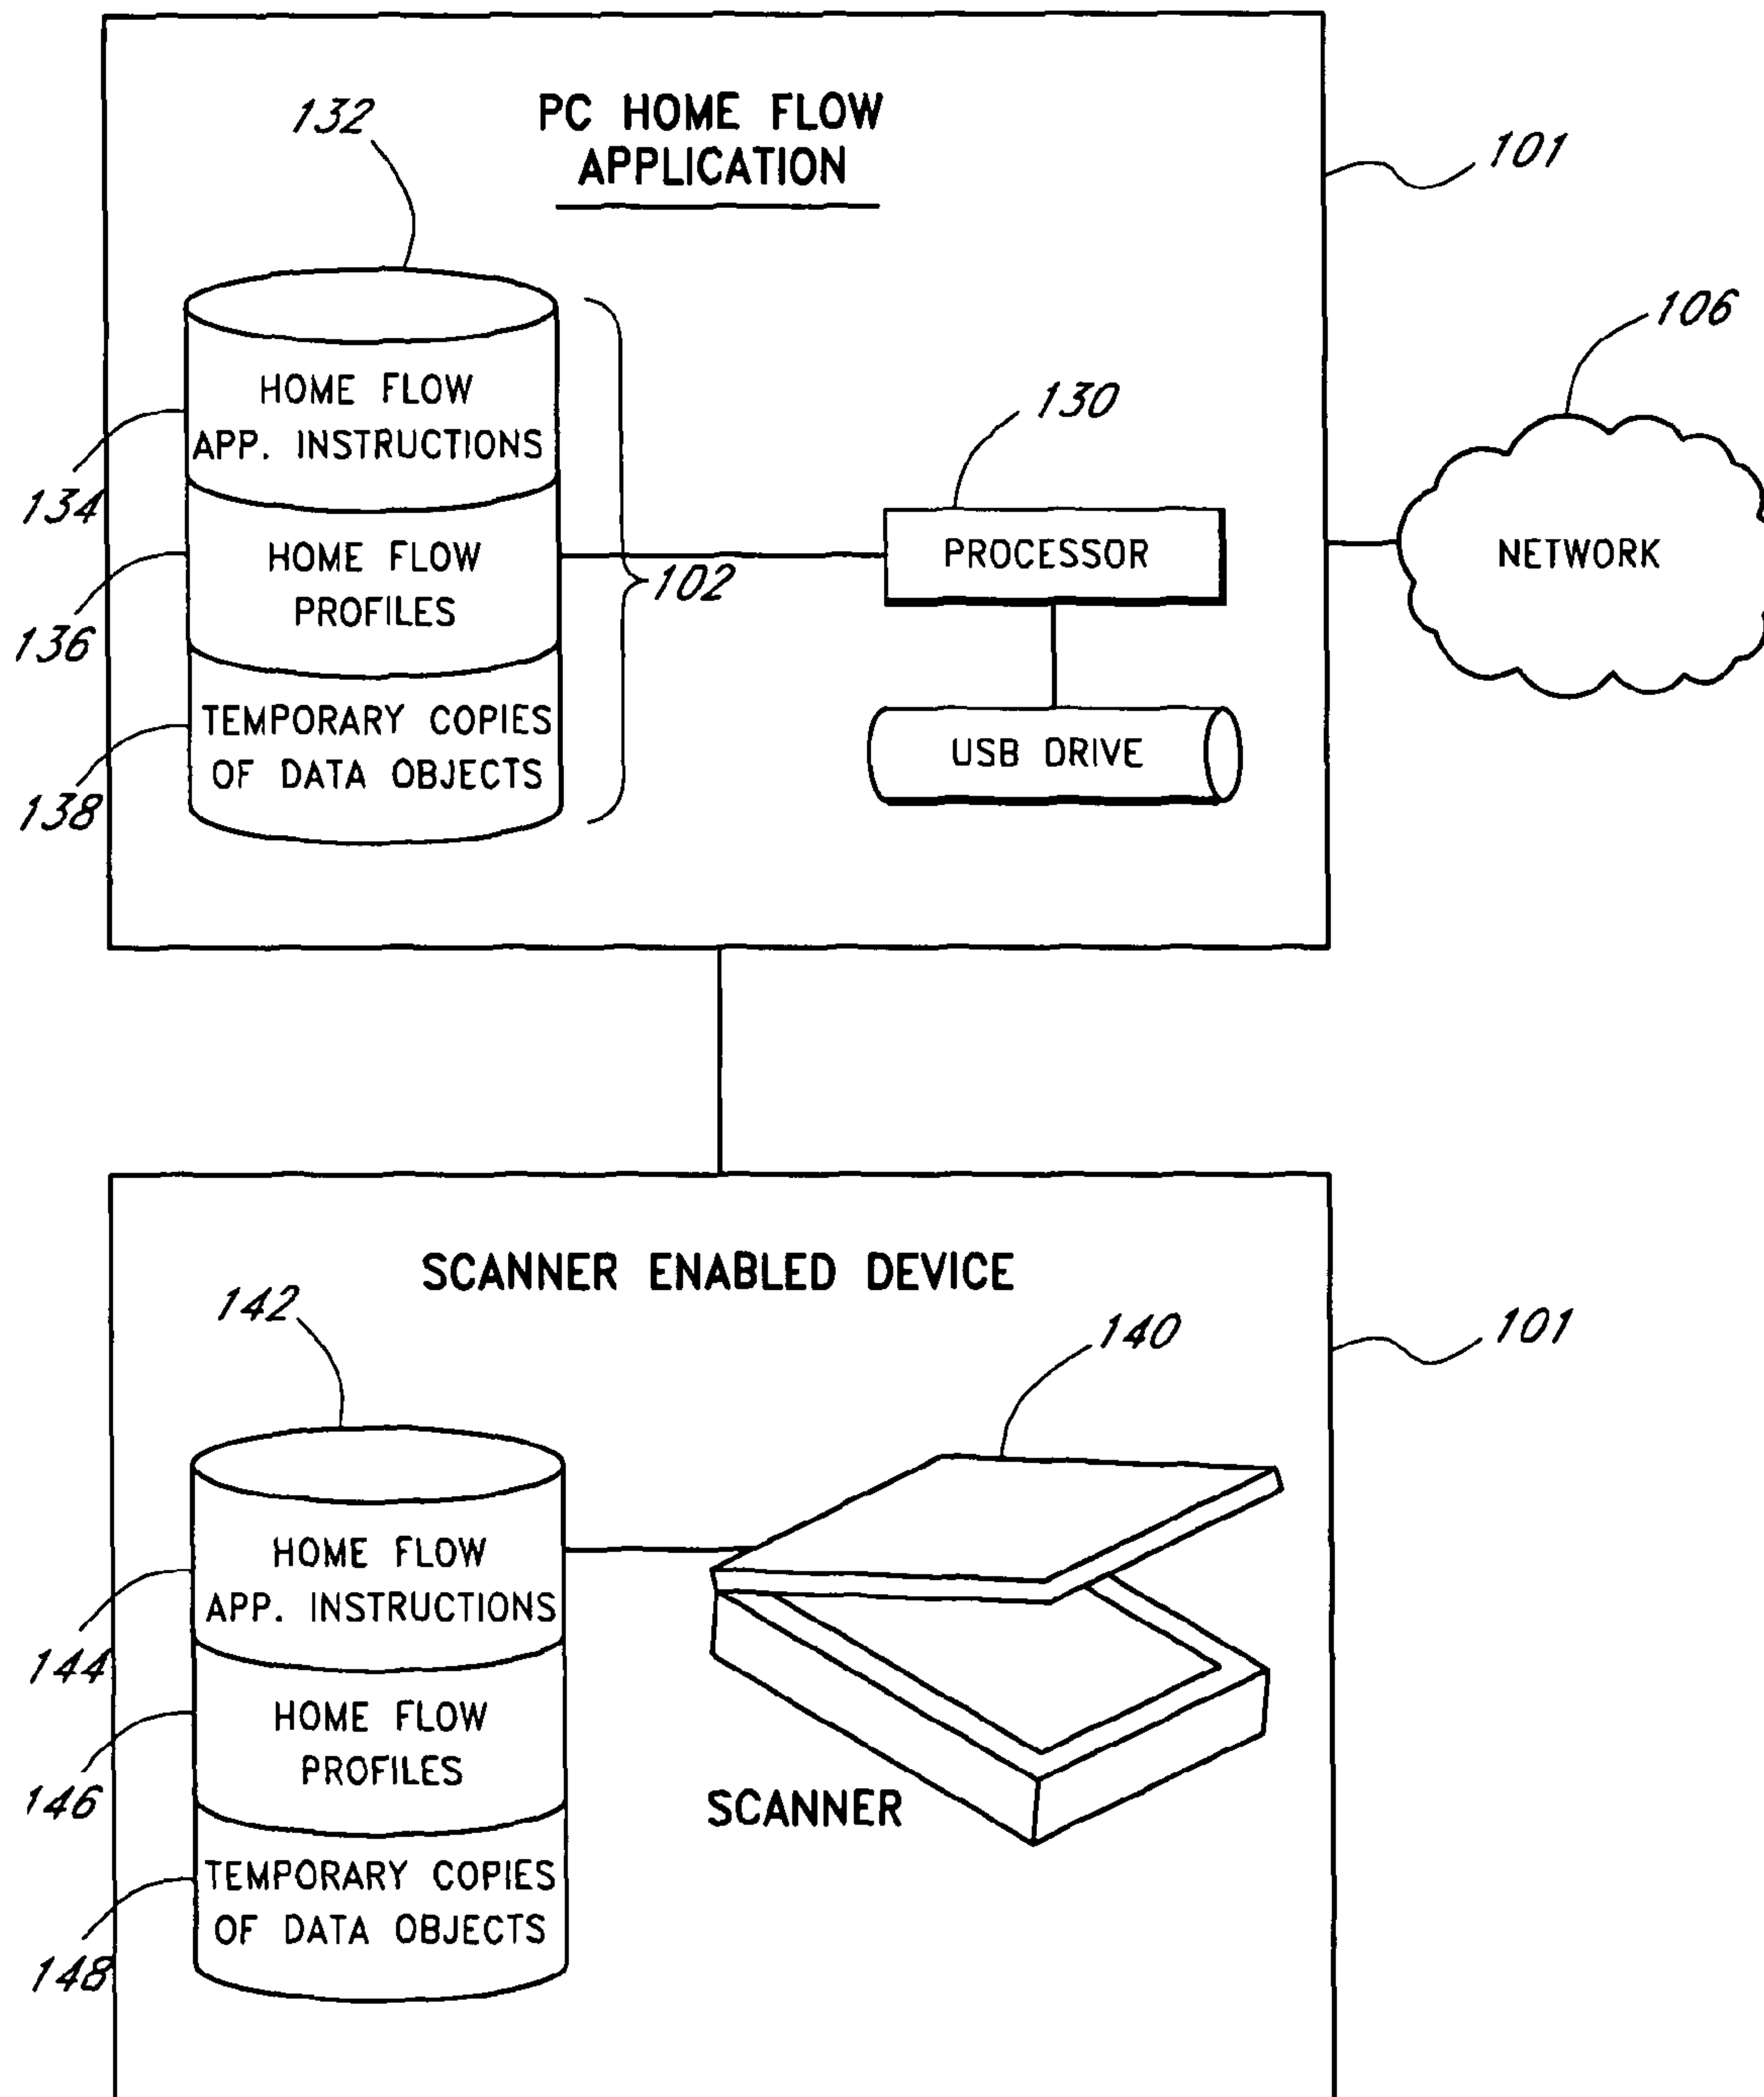 PC HOME FLOW
APPLICATION
132
101
106
HOME FLOW
APP. INSTRUCTIONS
134
130
HOME FLOW
PROFILES
136
102
PROCESSOR
NETWORK
TEMPORARY COPIES
OF DATA OBJECTS
138
USB DRIVE
SCANNER ENABLED DEVICE
142
140
101
HOME FLOW
APP. INSTRUCTIONS
144
HOME FLOW
PROFILES
146
SCANNER
TEMPORARY COPIES
OF DATA OBJECTS
148